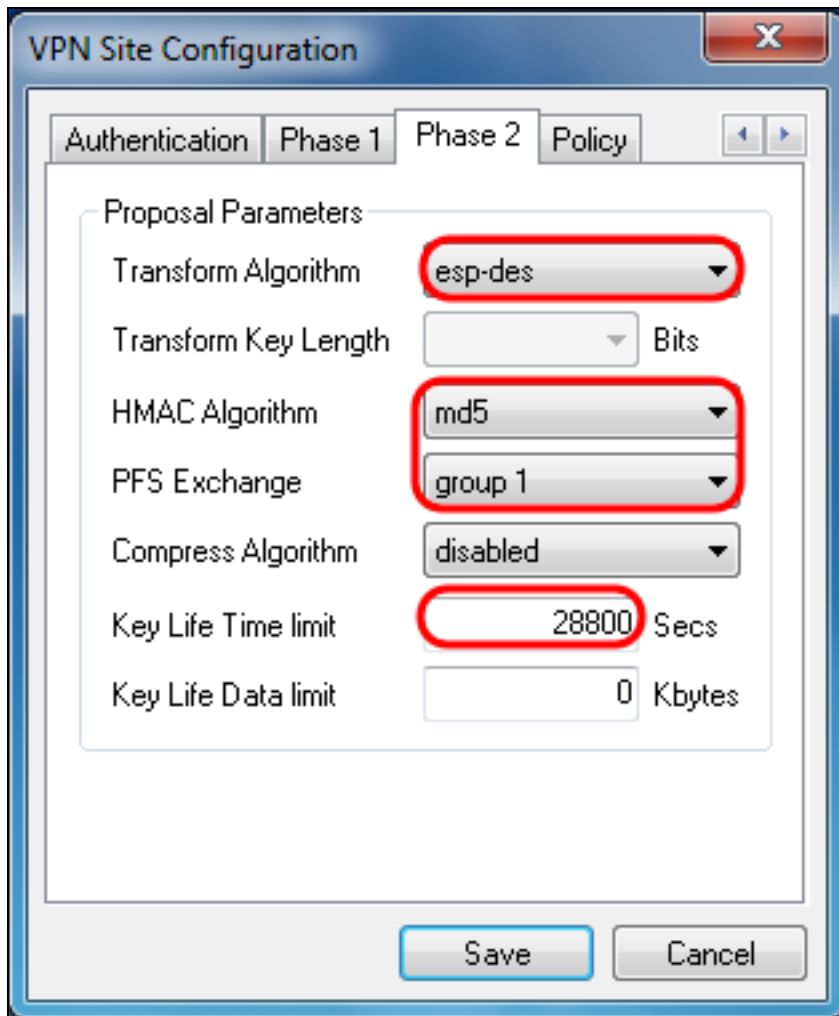 VPN Site Configuration
Authentication Phase 1 Phase 2 Policy
Proposal Parameters
Transform Algorithm esp-des
Transform Key Length Bits
HMAC Algorithm md5
PFS Exchange group 1
Compress Algorithm disabled
Key Life Time limit 28800 Secs
Key Life Data limit 0 Kbytes
Save Cancel